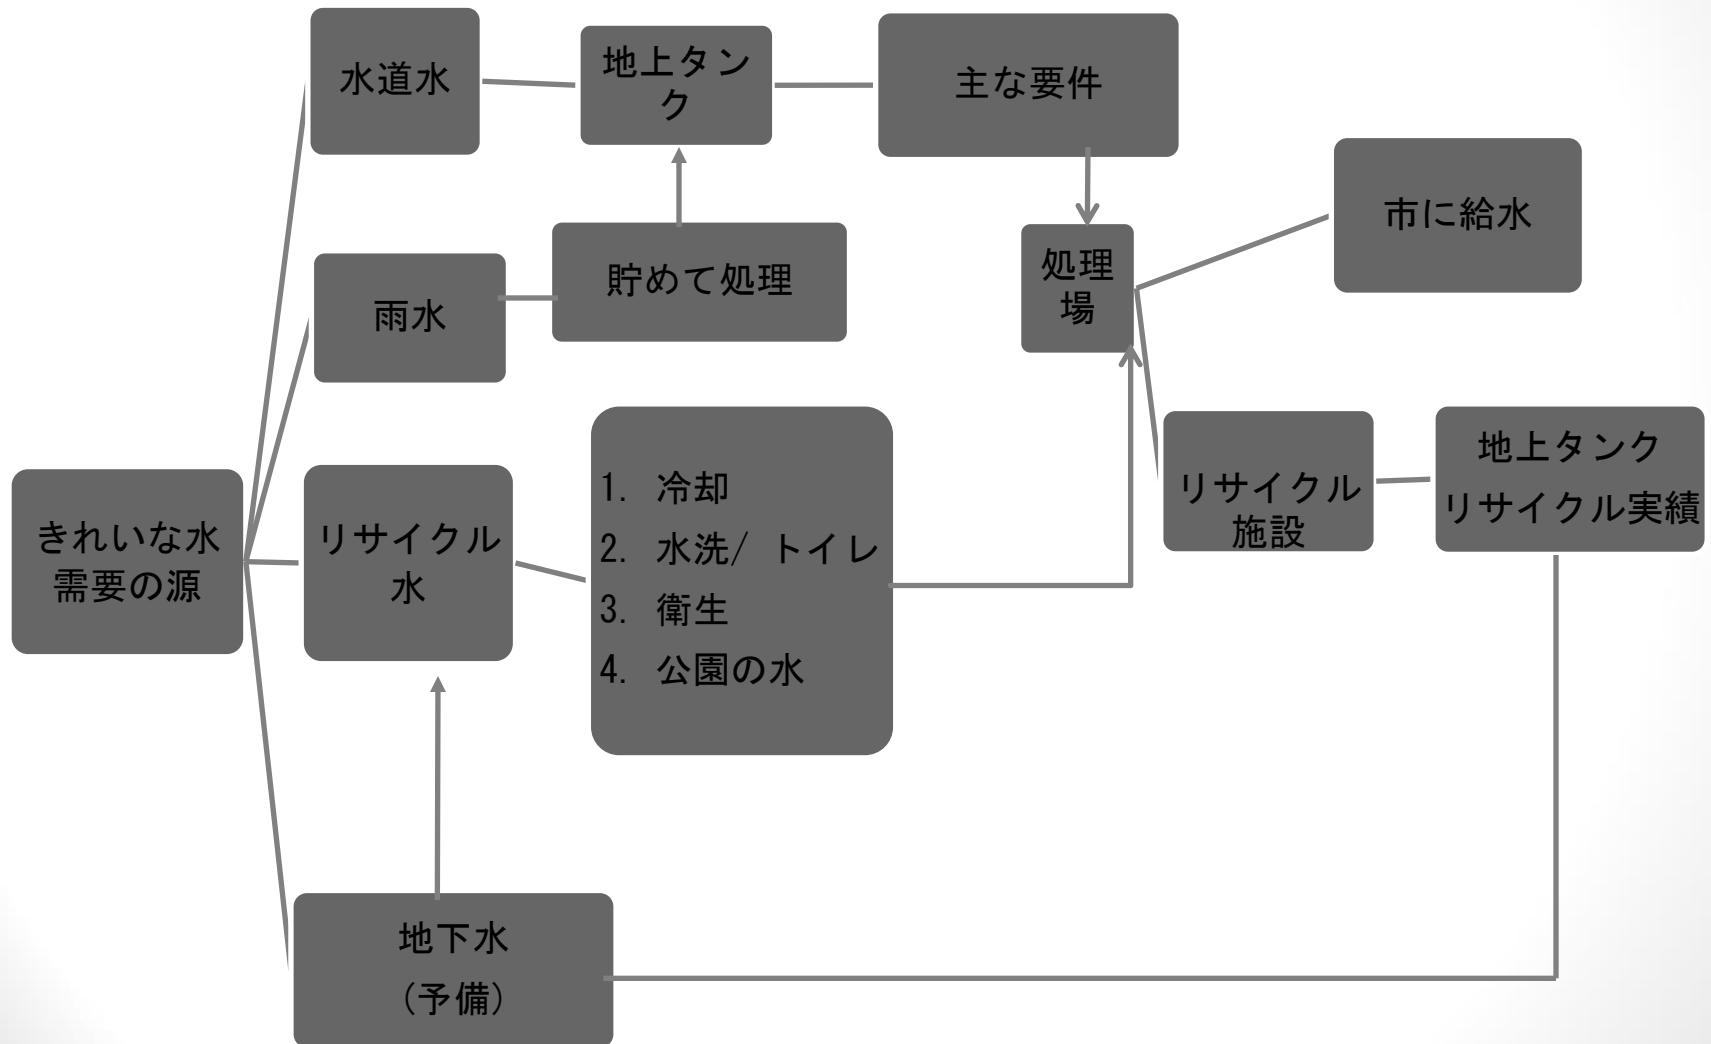 水道水
地上タン
ク
主な要件
市に給水
雨水
貯めて処理
処理
場
きれいな水
需要の源
リサイクル
水
1. 冷却
2. 水洗/ トイレ
3. 衛生
4. 公園の水
リサイクル
施設
地上タンク
リサイクル実績
地下水
(予備)